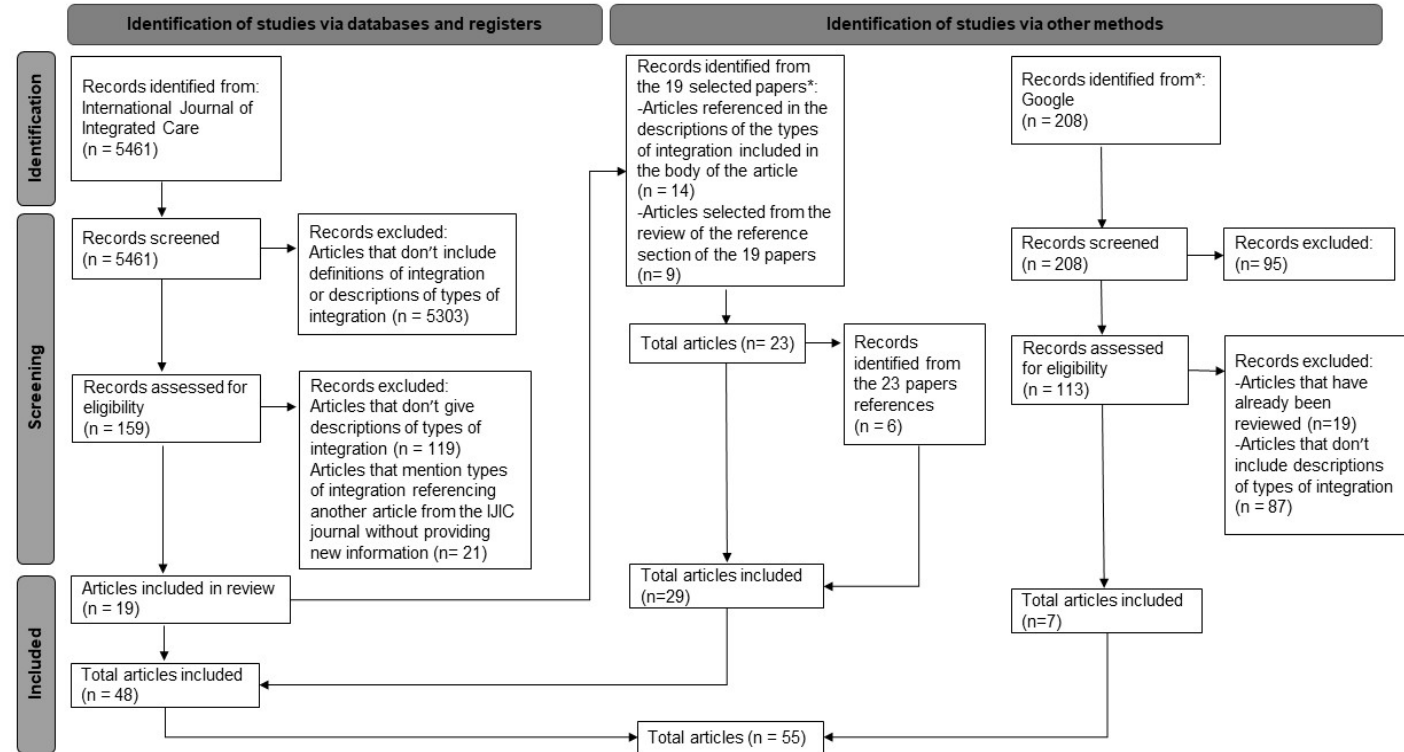 Identification of studies via databases and registers
Identification of studies via other methods
Identification
Records identified from:
International Journal of
Integrated Care
(n = 5461)
Records identified from
the 19 selected papers*:
-Articles referenced in the
descriptions of the types
of integration included in
the body of the article
(n = 14)
-Articles selected from the
review of the reference
section of the 19 papers
(n= 9)
Records identified from*:
Google
(n = 208)
Screening
Records screened
(n = 5461)
Records excluded:
Articles that don't include
definitions of integration
or descriptions of types of
integration (n = 5303)
Records screened
(n = 208)
Records excluded:
(n= 95)
Total articles (n= 23)
Records
identified from
the 23 papers
references
(n = 6)
Records assessed for
eligibility
(n = 159)
Records excluded:
Articles that don't give
descriptions of types of
integration (n = 119)
Articles that mention types
of integration referencing
another article from the IJIC
journal without providing
new information (n= 21)
Records assessed
for eligibility
(n = 113)
Records excluded:
-Articles that have
already been
reviewed (n=19)
-Articles that don't
include descriptions
of types of integration
(n = 87)
Included
Articles included in review
(n = 19)
Total articles included
(n=29)
Total articles included
(n=7)
Total articles included
(n = 48)
Total articles (n = 55)